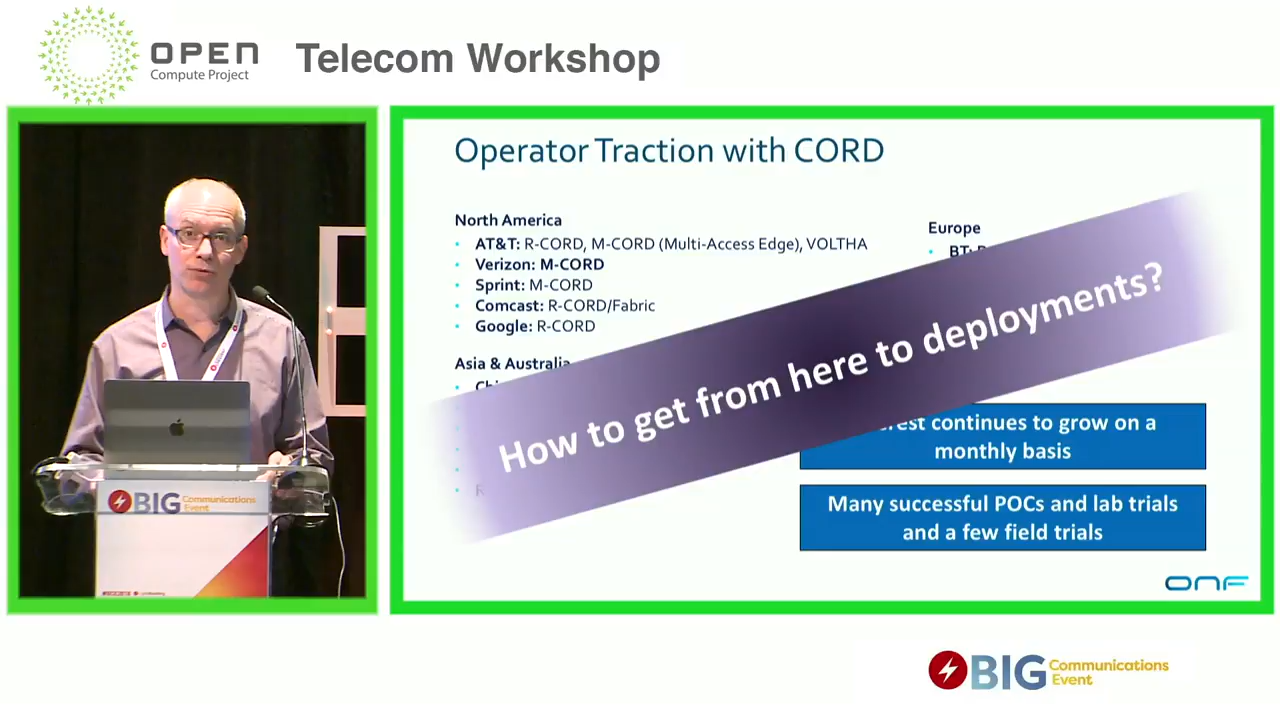 OPEN
Compute Project
Telecom Workshop
Operator Traction with CORD
North America
• AT&T: R-CORD, M-CORD (Multi-Access Edge), VOLTHA
• Verizon: M-CORD
• Sprint: M-CORD
• Comcast: R-CORD/Fabric
• Google: R-CORD
Asia & Australia
Europe
• BT:
How to get from here to deployments?
continues to grow on a
monthly basis
Many successful POCs and lab trials
and a few field trials
ONF
BIG Communications
Event
BIG Communications
Event